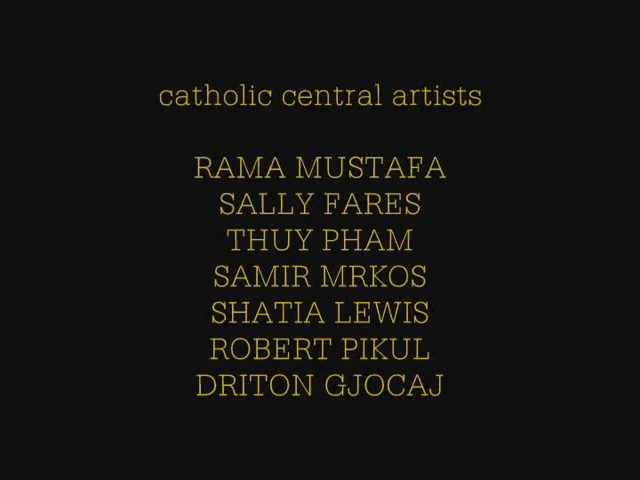 catholic central artists
RAMA MUSTAFA
SALLY FARES
THUY PHAM
SAMIR MRKOS
SHATIA LEWIS
ROBERT PIKUL
DRITON GJOCAJ